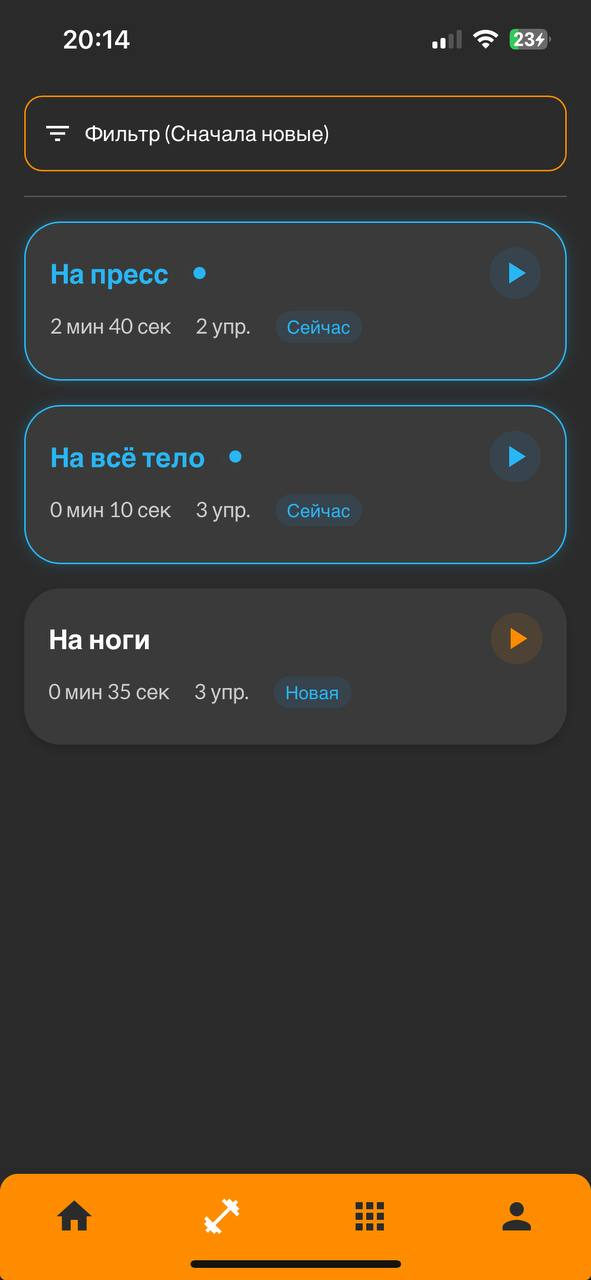 20:14
23
Фильтр (Сначала новые)
На пресс
2 мин 40 сек 2 упр. Сейчас
На всё тело
0 мин 10 сек 3 упр. Сейчас
На ноги
0 мин 35 сек 3 упр. Новая